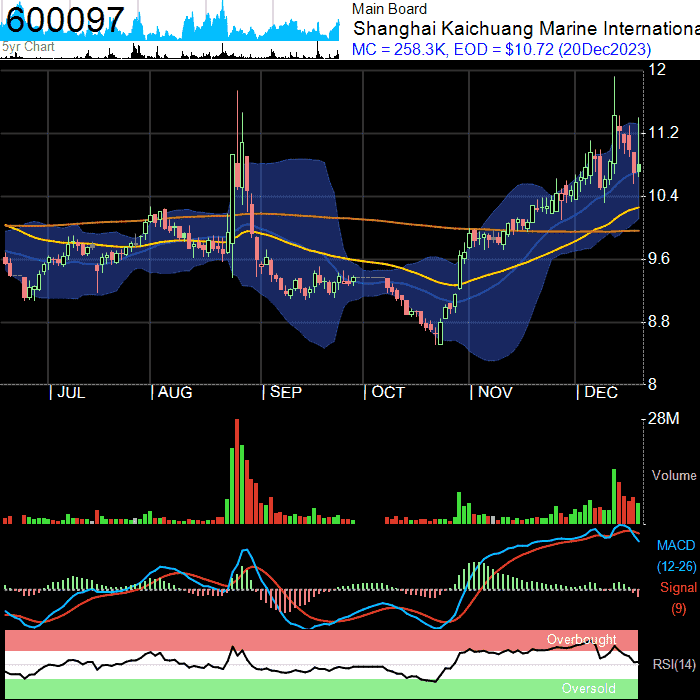 600097
5yr Chart
Main Board
Shanghai Kaichuang Marine Internationa
MC = 258.3K, EOD = $10.72 (20Dec2023)
12
11.2
10.4
9.6
8.8
8
JUL AUG SEP OCT NOV DEC
28M
Volume
MACD
(12-26)
Signal
(9)
Overbought
RSI(14)
Oversold